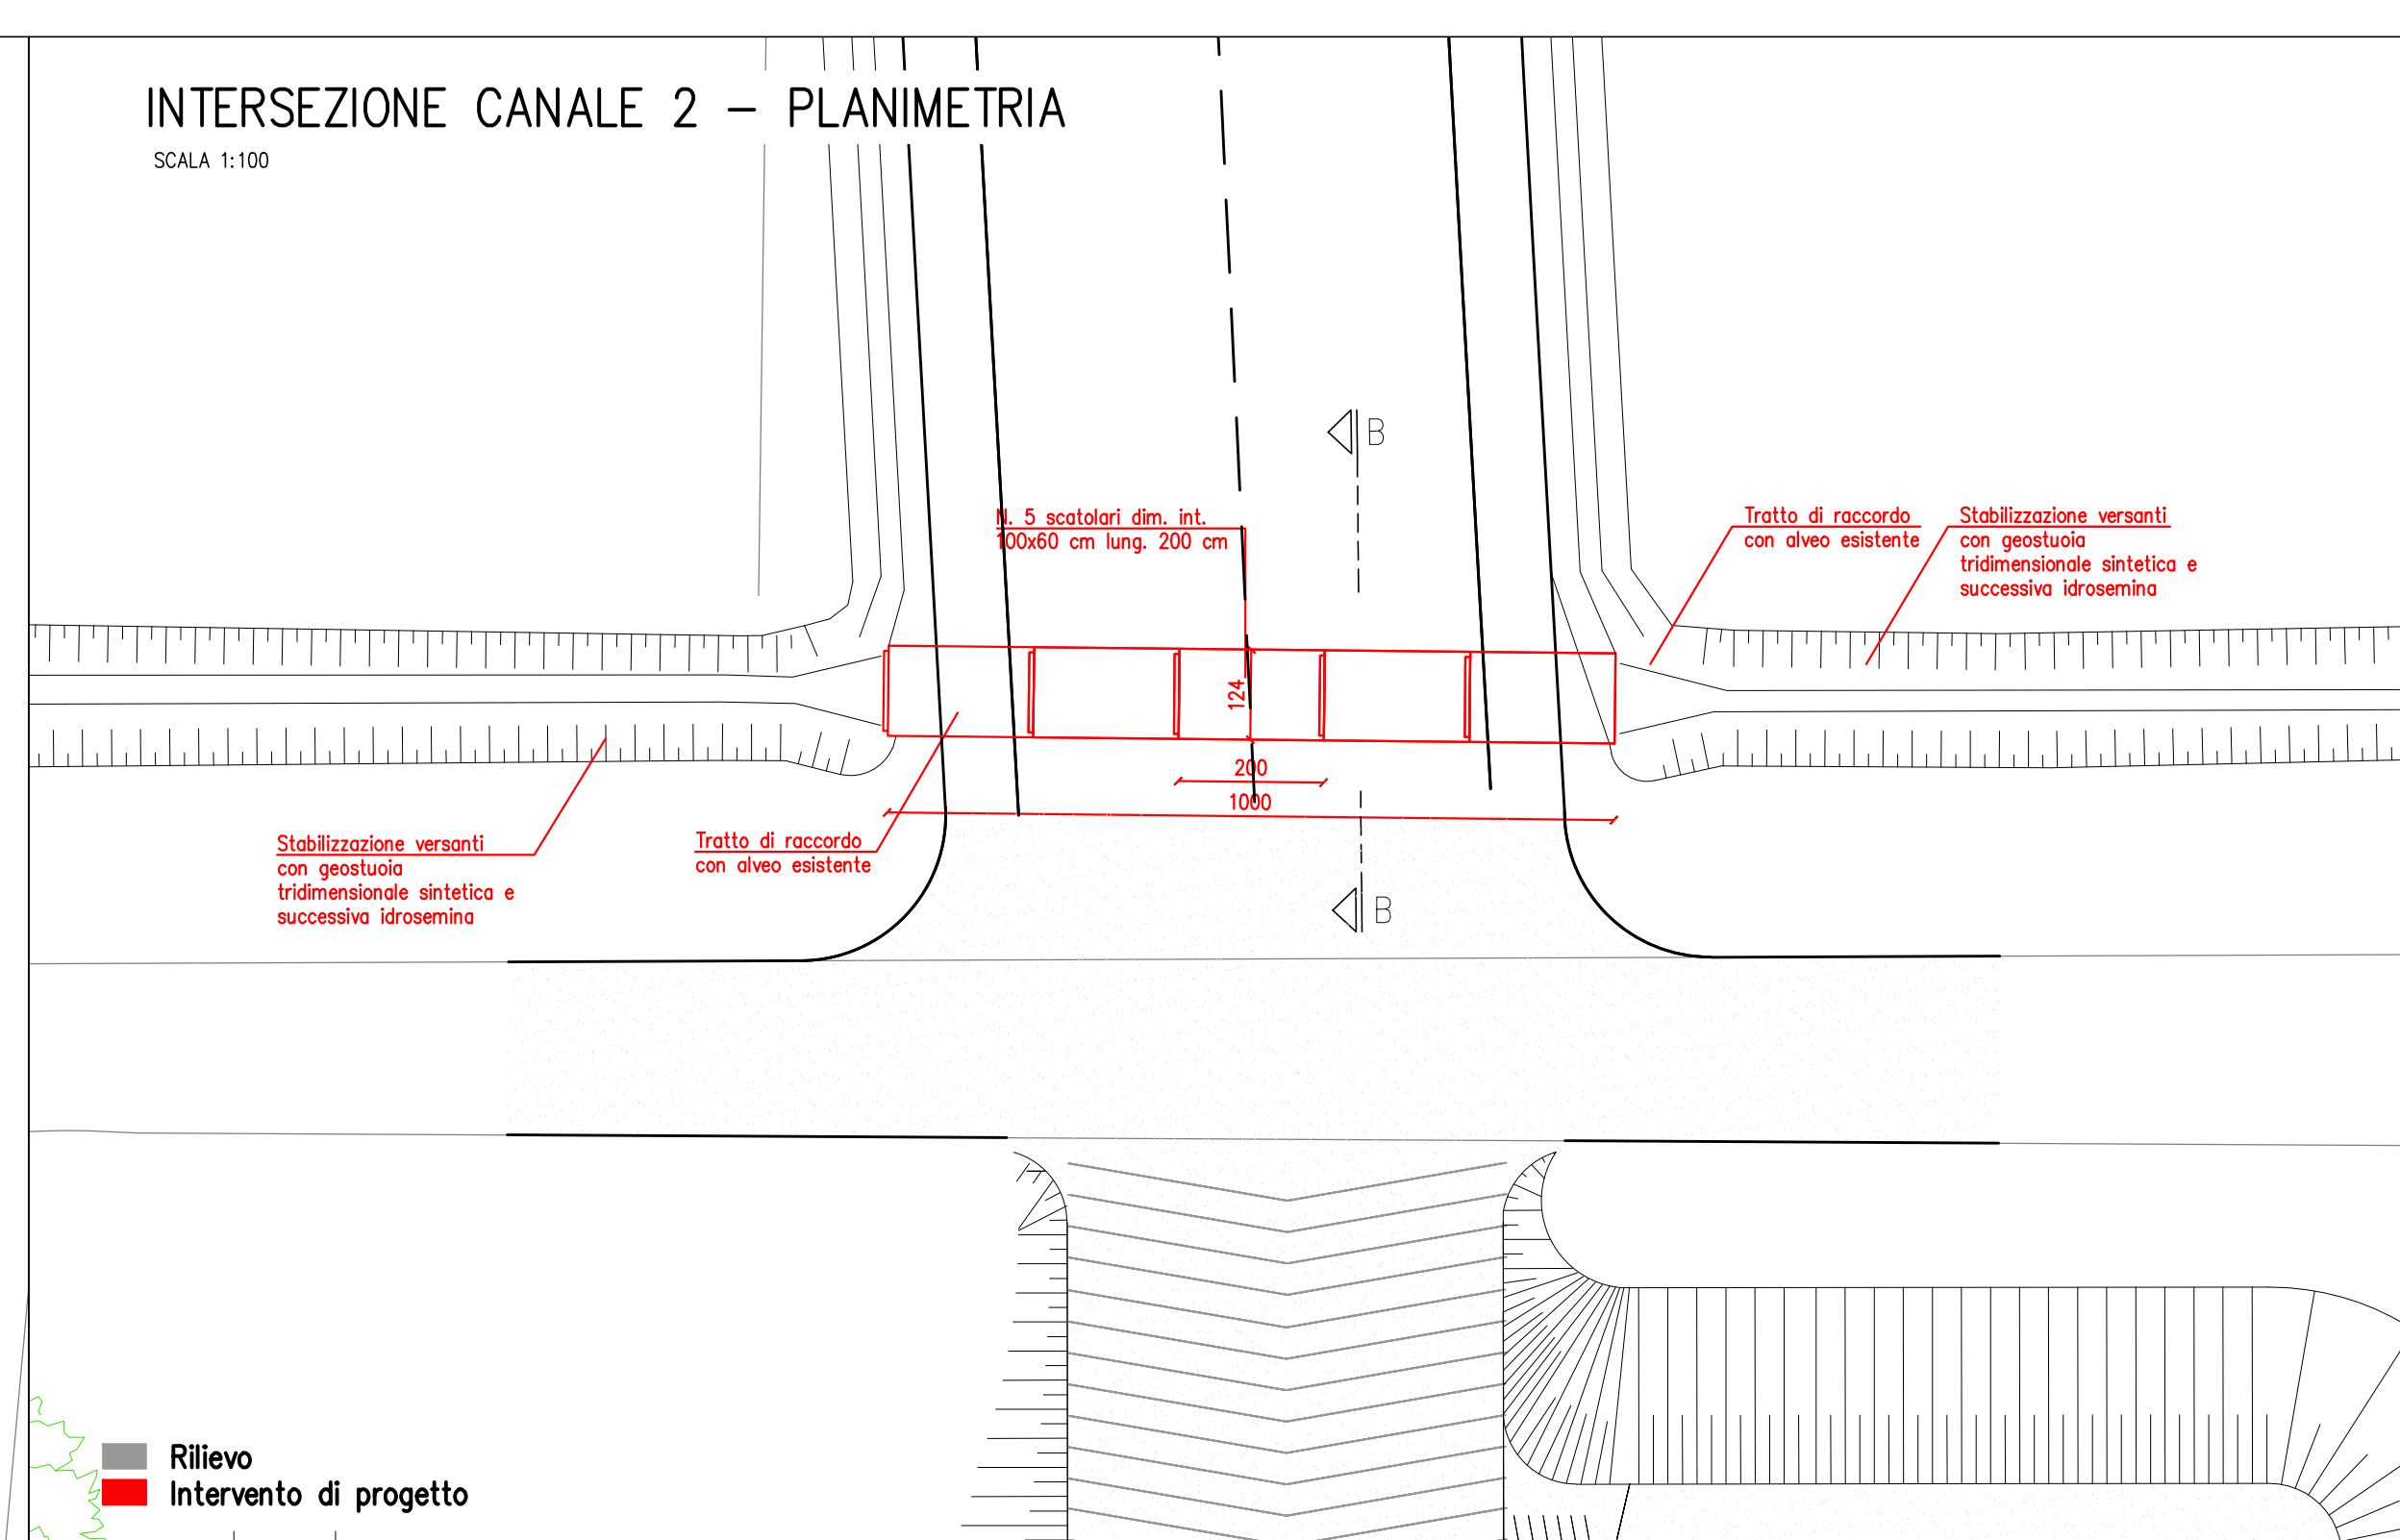 INTERSEZIONE CANALE 2 – PLANIMETRIA
SCALA 1:100
B
N. 5 scatolari dim. int.
100x60 cm lung. 200 cm
Tratto di raccordo
con alveo esistente
Stabilizzazione versanti
con geostuoia
tridimensionale sintetica e
successiva idrosemina
124
200
1000
Stabilizzazione versanti
con geostuoia
tridimensionale sintetica e
successiva idrosemina
Tratto di raccordo
con alveo esistente
B
Rilievo
Intervento di progetto